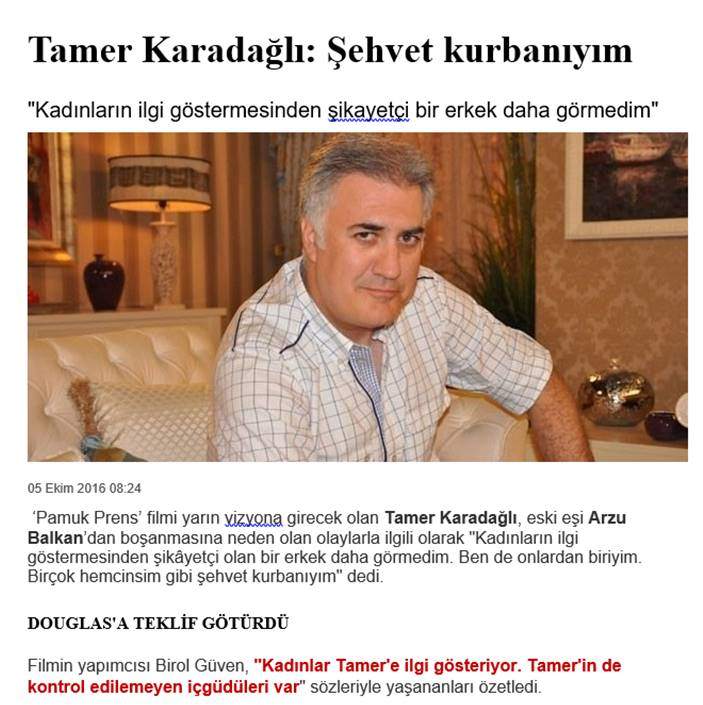 Tamer Karadağlı: Şehvet kurbanıyım
"Kadınların ilgi göstermesinden şikayetçi bir erkek daha görmedim"
05 Ekim 2016 08:24
‘Pamuk Prens’ filmi yarın vizyona girecek olan Tamer Karadağlı, eski eşi Arzu
Balkan’dan boşanmasına neden olan olaylarla ilgili olarak "Kadınların ilgi
göstermesinden şikâyetçi olan bir erkek daha görmedim. Ben de onlardan biriyim.
Birçok hemcinsim gibi şehvet kurbanıyım" dedi.
DOUGLAS'A TEKLİF GÖTÜRDÜ
Filmin yapımcısı Birol Güven, "Kadınlar Tamer'e ilgi gösteriyor. Tamer'in de
kontrol edilemeyen içgüdüleri var" sözleriyle yaşananları özetledi.